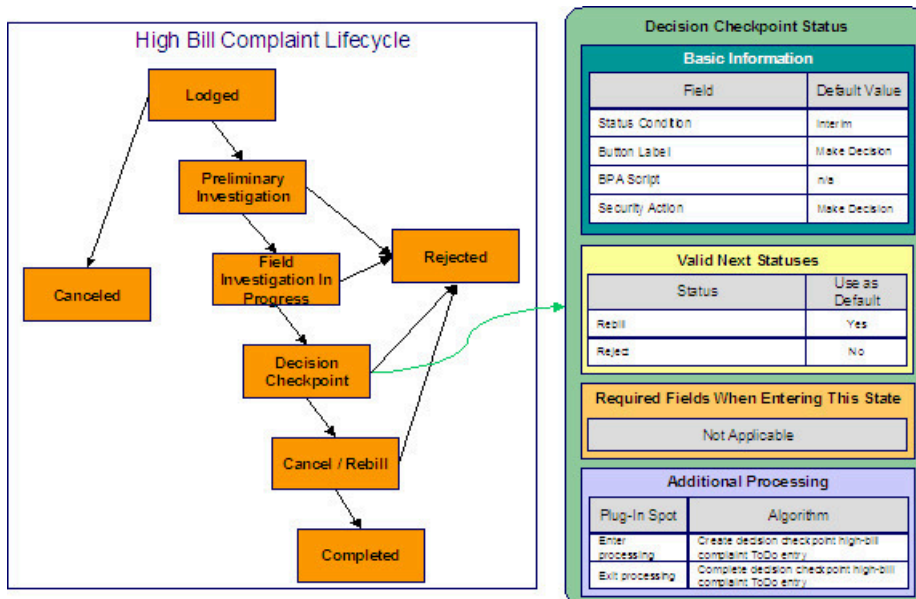 High Bill Complaint Lifecycle
Lodged
Preliminary
Investigation
Field
Investigation In
Progress
Rejected
Canceled
Decision
Checkpoint
Cancel / Rebill
Completed
Decision Checkpoint Status
Basic Information
Field Default Value
Status Condition Interim
Button Label Make Decision
BPA Script n/a
Security Action Make Decision
Valid Next Statuses
Status Use as
Default
Rebill Yes
Reject No
Required Fields When Entering This State
Not Applicable
Additional Processing
Plug-In Spot Algorithm
Enter
processing
Create decision checkpoint high-bill
complaint ToDo entry
Exit processing
Complete decision checkpoint high-bill
complaint ToDo entry